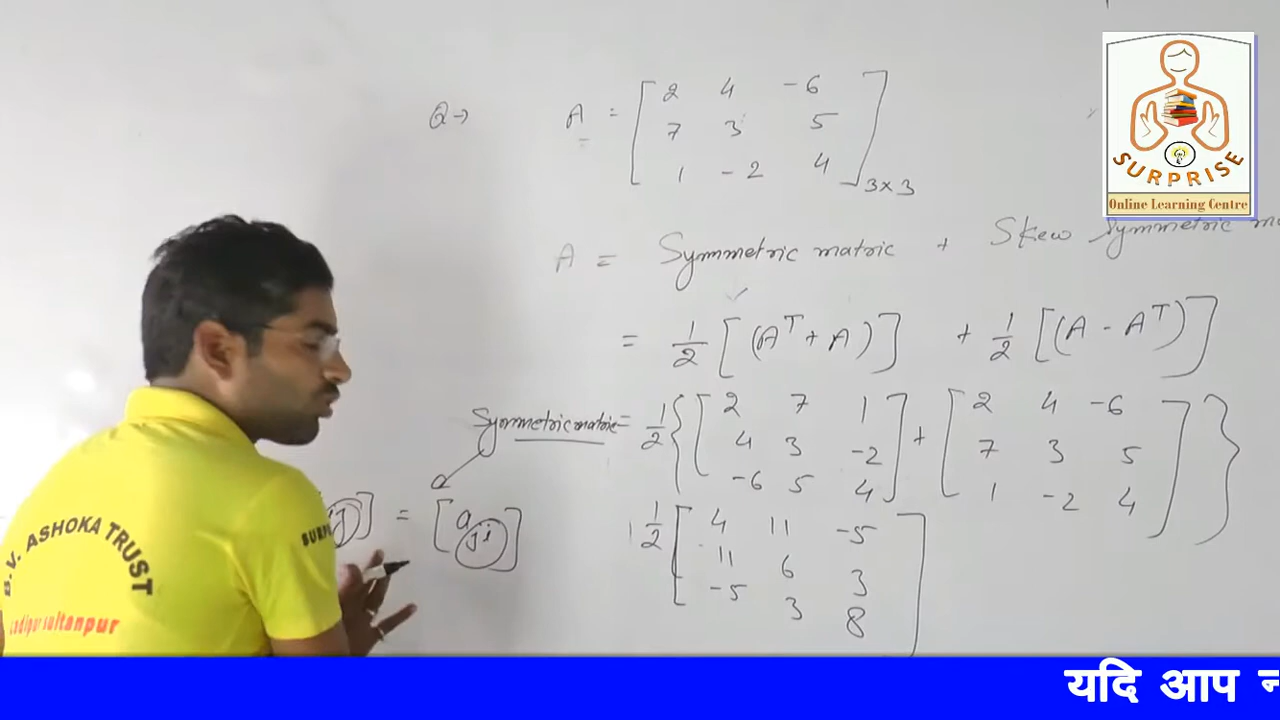 Q→ A = [ 2 4 -6
7 3 5
1 -2 4 ]3×3
A = Symmetric matric + Skew Symmetric
= 1/2 [(A^T + A)] + 1/2 [(A - A^T)]
Symmetric matric = 1/2 { [ 2 7 1 ] + [ 2 4 -6 ] }
4 3 -2 7 3 5
-6 5 4 1 -2 4
[ ] = [ a ji ]
1/2 [ 4 11 -5
11 6 3
-5 3 8 ]
SURPRISE
Online Learning Centre
B.V. ASHOKA TRUST
sultanpur
SURP
यदि आप